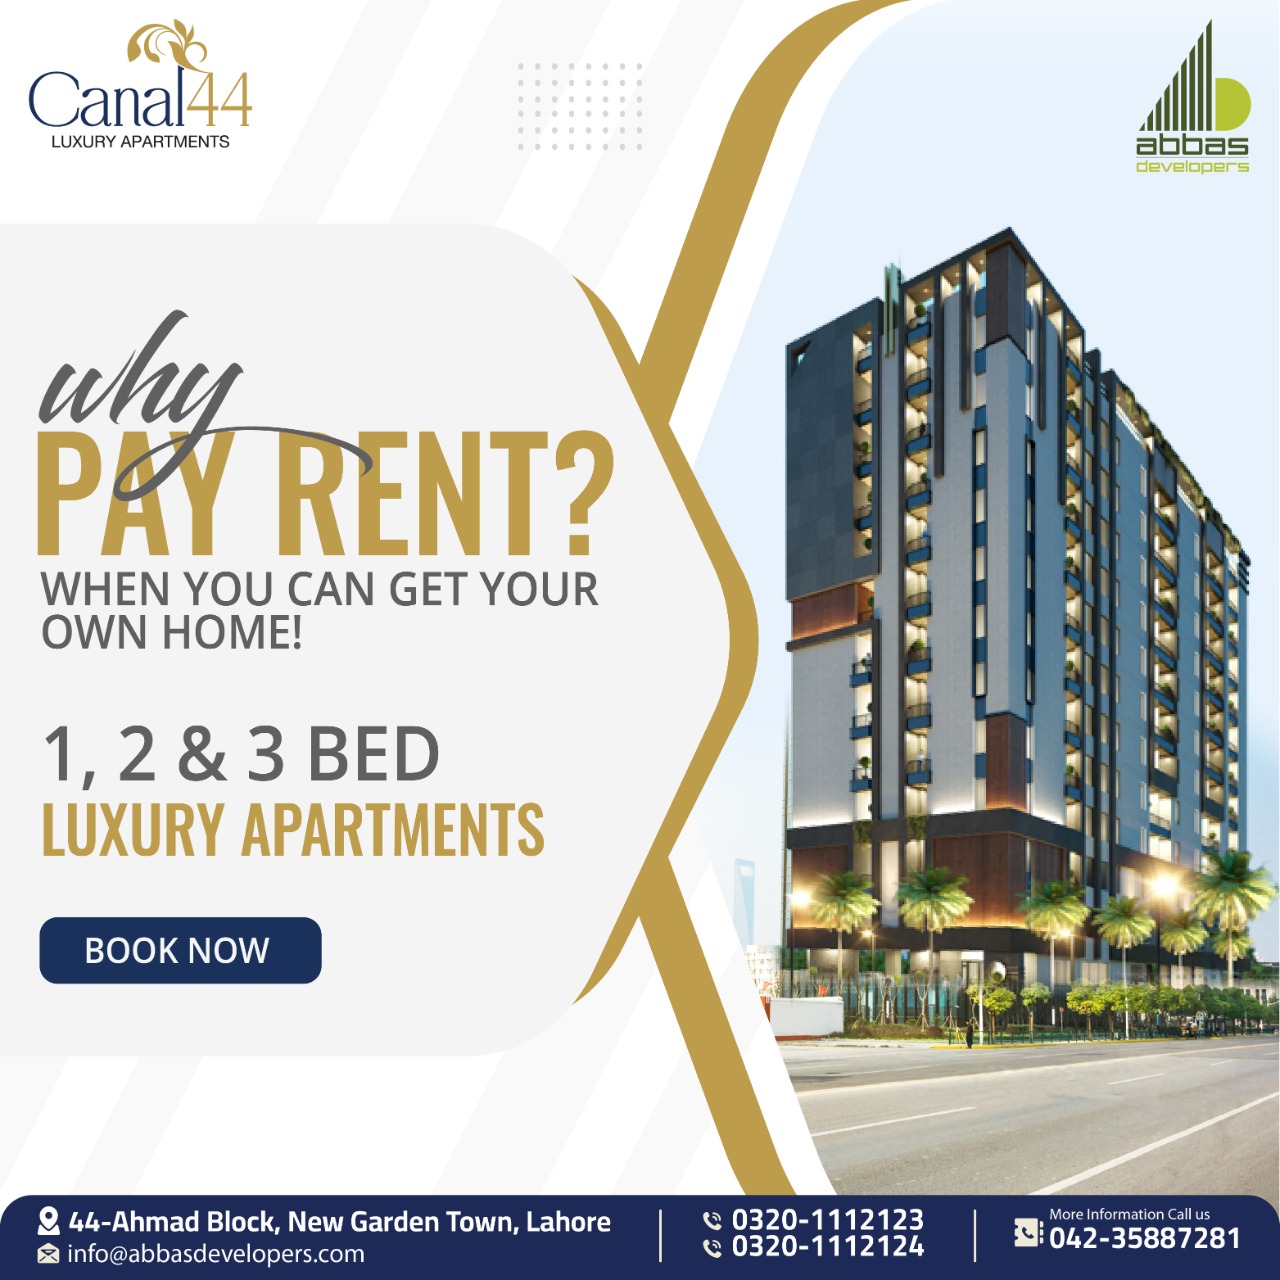 Canal44
LUXURY APARTMENTS
abbas
developers
why
PAY RENT?
WHEN YOU CAN GET YOUR
OWN HOME!
1, 2 & 3 BED
LUXURY APARTMENTS
BOOK NOW
44-Ahmad Block, New Garden Town, Lahore
info@abbasdevelopers.com
0320-1112123
0320-1112124
More Information Call us
042-35887281